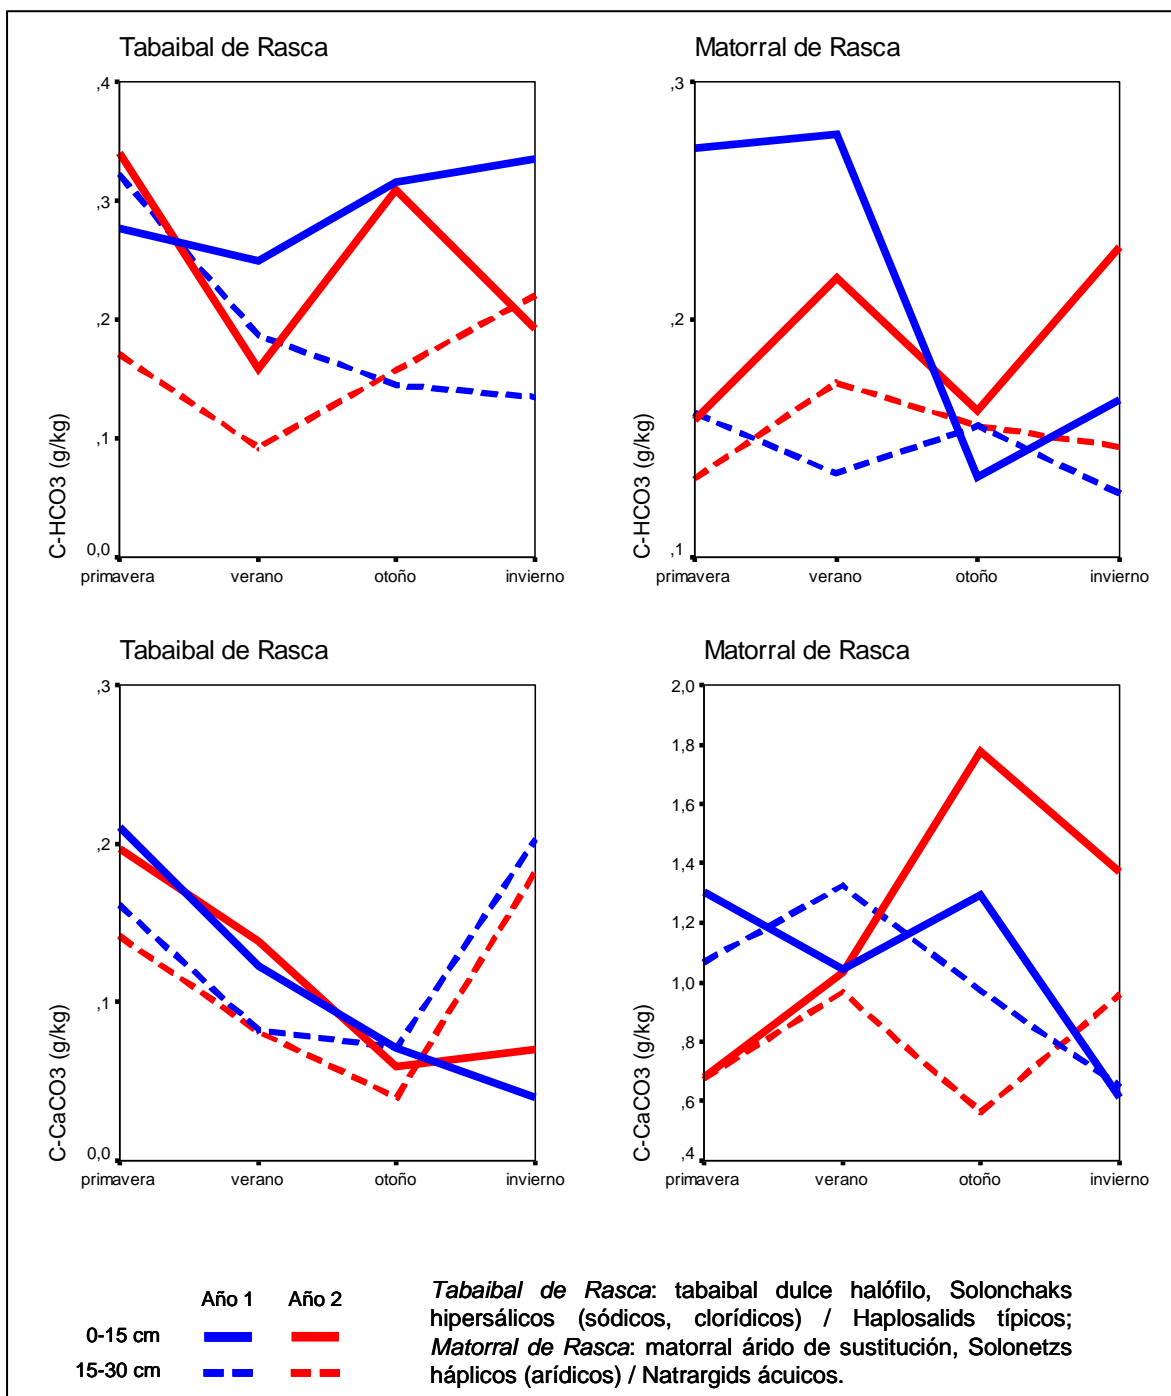 Tabaibal de Rasca
C-HCO3 (g/kg)
,4
,3
,2
,1
0,0
primavera verano otoño invierno
Matorral de Rasca
C-HCO3 (g/kg)
,3
,2
,1
primavera verano otoño invierno
Tabaibal de Rasca
C-CaCO3 (g/kg)
,3
,2
,1
0,0
primavera verano otoño invierno
Matorral de Rasca
C-CaCO3 (g/kg)
2,0
1,8
1,6
1,4
1,2
1,0
,8
,6
,4
primavera verano otoño invierno
Año 1 Año 2
0-15 cm
15-30 cm
Tabaibal de Rasca: tabaibal dulce halófilo, Solonchaks
hipersálicos (sódicos, clorídicos) / Haplosalids típicos;
Matorral de Rasca: matorral árido de sustitución, Solonetzs
háplicos (arídicos) / Natrargids ácuicos.